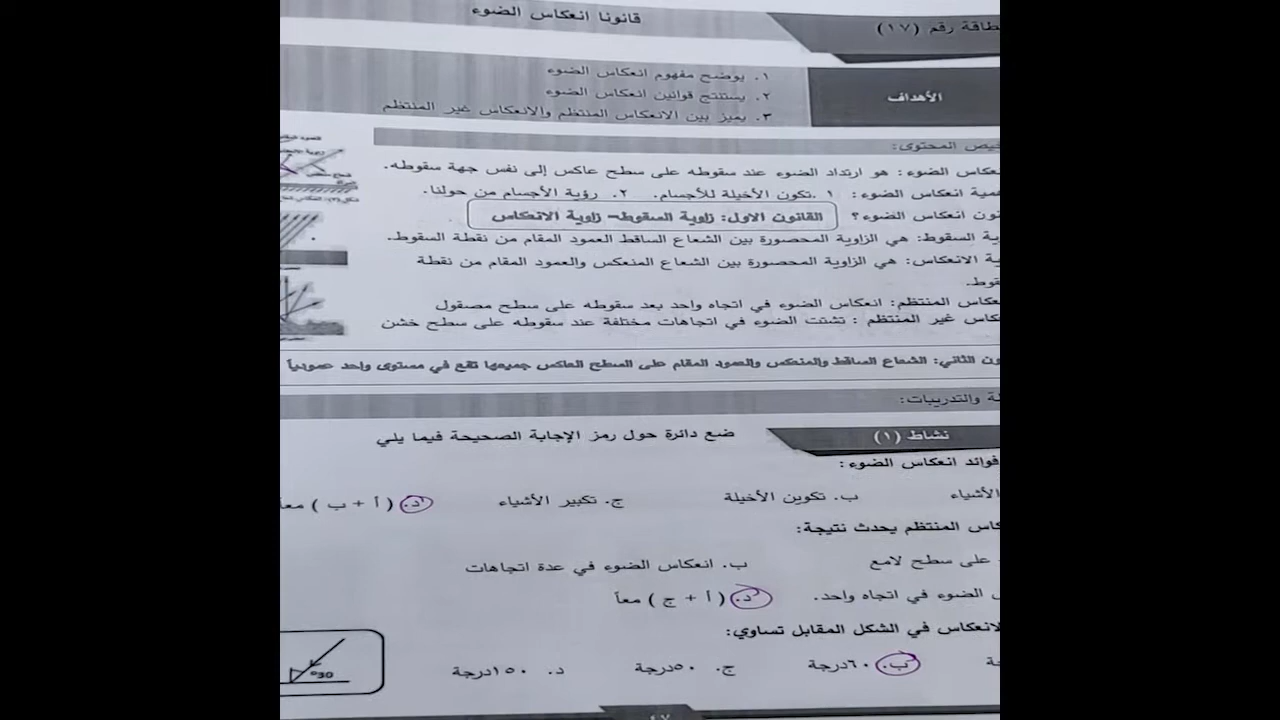 قانونا انعكاس الضوء
رقم (١٧)
الأهداف
١. يوضح مفهوم انعكاس الضوء
٢. يستنتج قوانين انعكاس الضوء
٣. يميز بين الانعكاس المنتظم والانعكاس غير المنتظم
المحتوى:
الضوء: هو ارتداد الضوء عند سقوطه على سطح عاكس إلى نفس جهة سقوطه.
انعكاس الضوء: ١. تكون الأخيلة للأجسام. ٢. رؤية الأجسام من حولنا.
انعكاس الضوء؟ القانون الاول: زاوية السقوط= زاوية الانعكاس
السقوط: هي الزاوية المحصورة بين الشعاع الساقط العمود المقام من نقطة السقوط.
الانعكاس: هي الزاوية المحصورة بين الشعاع المنعكس والعمود المقام من نقطة
المنتظم: انعكاس الضوء في اتجاه واحد بعد سقوطه على سطح مصقول
غير المنتظم : تشتت الضوء في اتجاهات مختلفة عند سقوطه على سطح خشن
الثاني: الشعاع الساقط والمنعكس والعمود المقام على السطح العاكس جميعها تقع في مستوى واحد عمودياً
والتدريبات:
نشاط (١) ضع دائرة حول رمز الإجابة الصحيحة فيما يلي
فوائد انعكاس الضوء:
الأشياء ب. تكوين الأخيلة ج. تكبير الأشياء د. ( أ + ب ) معاً
المنتظم يحدث نتيجة:
على سطح لامع ب. انعكاس الضوء في عدة اتجاهات
الضوء في اتجاه واحد. د. ( أ + ج ) معاً
الانعكاس في الشكل المقابل تساوي:
ب. ٦٠درجة ج. ٥٠درجة د. ١٥٠درجة
30°
٤٧